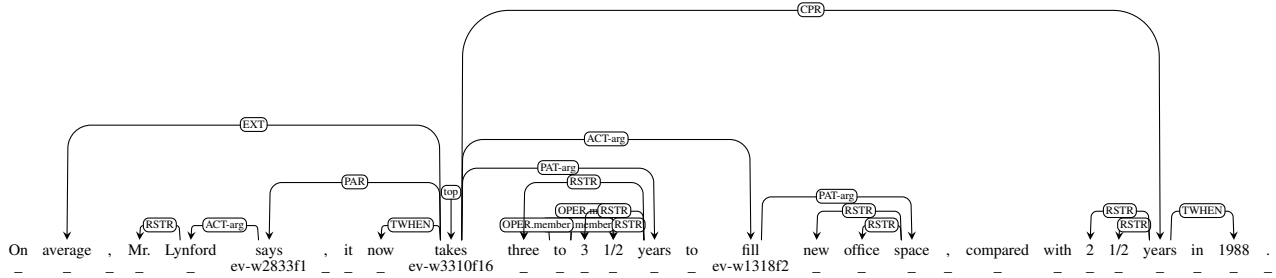 CPR
EXT
ACT-arg
PAT-arg
PAR RSTR
top PAT-arg
RSTR RSTR RSTR
RSTR ACT-arg TWHEN OPER.member RSTR RSTR RSTR TWHEN
On average , Mr. Lynford says , it now takes three to 3 1/2 years to fill new office space , compared with 2 1/2 years in 1988 .
_ _ _ _ _ ev-w2833f1 _ _ _ ev-w3310f16 _ _ _ _ _ _ ev-w1318f2 _ _ _ _ _ _ _ _ _ _ _ _